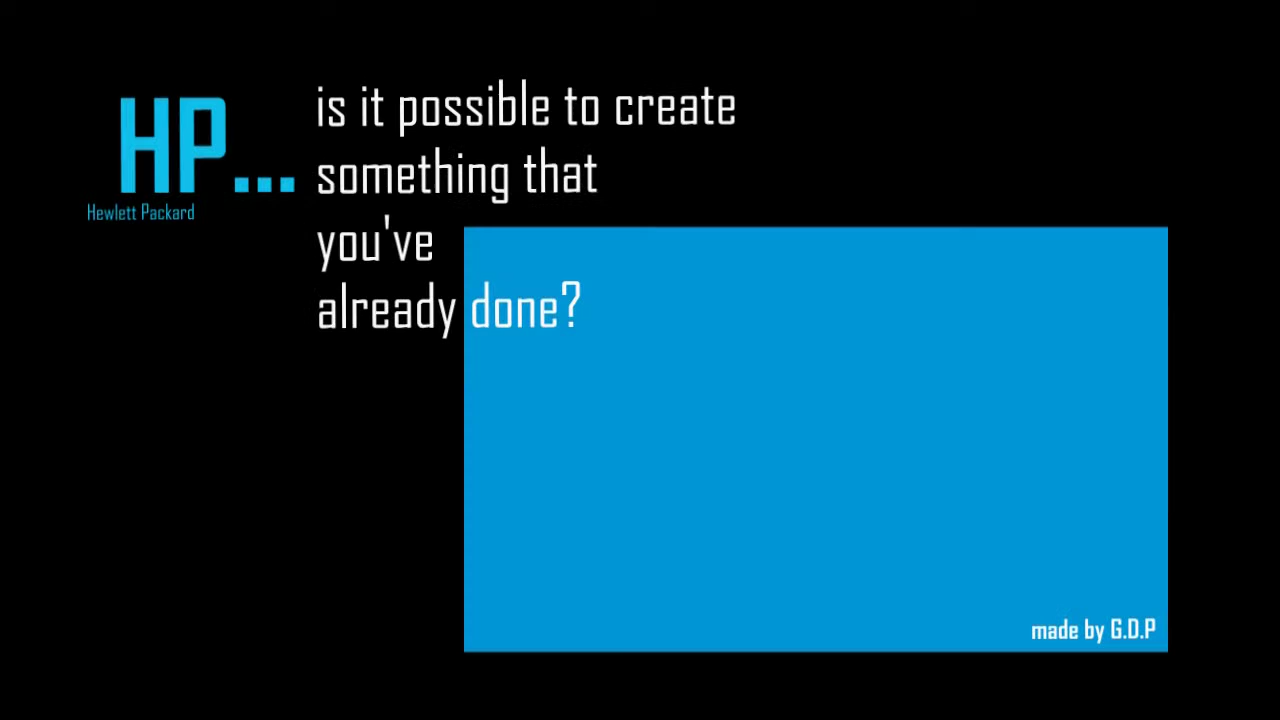 HP...
Hewlett Packard
is it possible to create
something that
you've
already done?
made by G.D.P